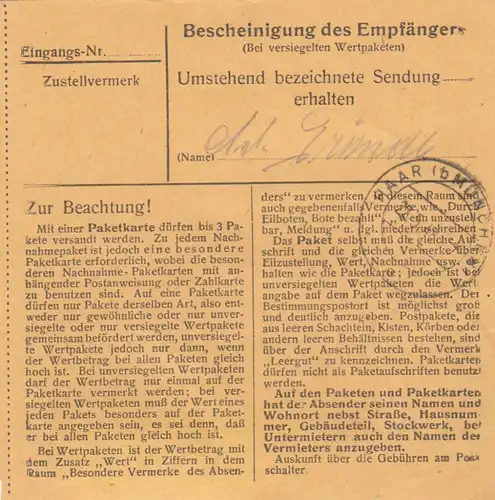 Eingangs-Nr.
Zustellvermerk
Bescheinigung des Empfängers
(Bei versiegelten Wertpaketen)
Umstehend bezeichnete Sendung
erhalten
(Name)
HAAR (b. MÜNCH
Zur Beachtung!
Mit einer Paketkarte dürfen bis 3 Pa-
kete versandt werden. Zu jedem Nach-
nahmepaket ist jedoch eine besondere
Paketkarte erforderlich, wobei die beson-
deren Nachnahme-Paketkarten mit an-
hängender Postanweisung oder Zahlkarte
zu benutzen sind. Auf eine Paketkarte
dürfen nur Pakete derselben Art, also ent-
weder nur gewöhnliche oder nur unver-
siegelte oder nur versiegelte Wertpakete
gemeinsam befördert werden, unversiegel-
te Wertpakete jedoch nur dann, wenn
der Wertbetrag bei allen Paketen gleich
hoch ist. Bei unversiegelten Wertpaketen
darf der Wertbetrag nur einmal auf der
Paketkarte vermerkt werden; bei ver-
siegelten Wertpaketen muß der Wert eines
jeden Pakets besonders auf der Paket-
karte angegeben sein, es sei denn, daß
er bei allen Paketen gleich hoch ist.
Bei Wertpaketen ist der Wertbetrag mit
dem Zusatz „Wert" in Ziffern in dem
Raum „Besondere Vermerke des Absen-
ders" zu vermerken. In diesem Raum sind
auch gegebenenfalls Vermerke, wie „Durch
Eilboten, Bote bezahlt", „Wenn unzustell-
bar, Meldung" u. dgl. niederzuschreiben
Das Paket selbst muß die gleiche Auf-
schrift und die gleichen Vermerke über
Eilzustellung, Wert, Nachnahme usw. ent-
halten wie die Paketkarte; jedoch ist bei
unversiegelten Wertpaketen die Wert-
angabe auf dem Paket wegzulassen. Der
Bestimmungspostort ist möglichst groß
und deutlich anzugeben. Postpakete, die
aus leeren Schachteln, Kisten, Körben oder
andern leeren Behältnissen bestehen, sind
über der Anschrift durch den Vermerk
„Leergut" zu kennzeichnen. Paketkarten
dürfen nicht als Paketaufschriften benutzt
werden.
Auf den Paketen und Paketkarten
hat der Absender seinen Namen und
Wohnort nebst Straße, Hausnum-
mer, Gebäudeteil, Stockwerk, bei
Untermietern auch den Namen des
Vermieters anzugeben.
Auskunft über die Gebühren am Post-
schalter.